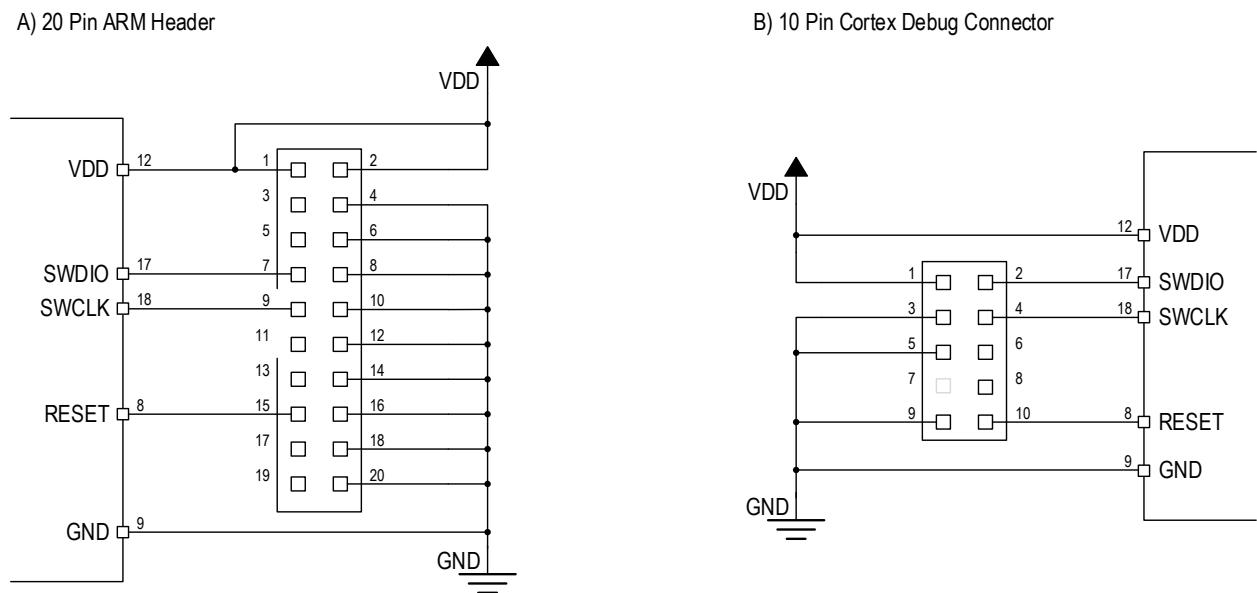 A) 20 Pin ARM Header
VDD
VDD 12 1 2
3 4
5 6
SWDIO 17 7 8
SWCLK 18 9 10
11 12
13 14
RESET 8 15 16
17 18
19 20
GND 9
GND
B) 10 Pin Cortex Debug Connector
VDD
12 VDD
1 2 17 SWDIO
3 4 18 SWCLK
5 6
7 8
9 10 8 RESET
9 GND
GND